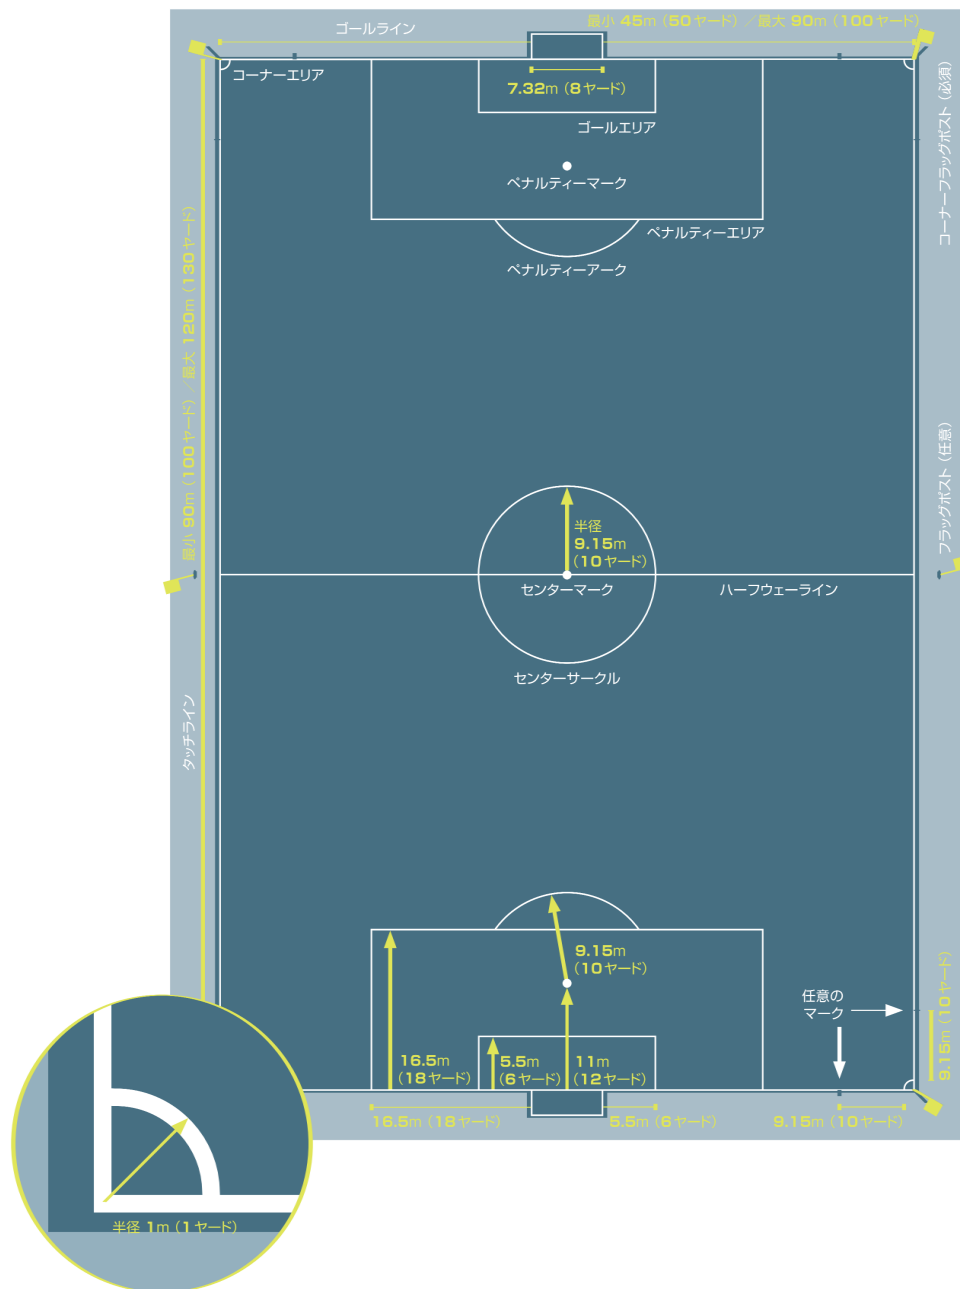 ゴールライン
最小 45m（50ヤード）／最大 90m（100ヤード）
コーナーエリア
7.32m（8ヤード）
ゴールエリア
コーナーフラッグポスト（必須）
ペナルティーマーク
ペナルティーエリア
ペナルティーアーク
最小 90m（100ヤード）／最大 120m（130ヤード）
フラッグポスト（任意）
半径
9.15m
（10ヤード）
センターマーク
ハーフウェーライン
センターサークル
タッチライン
9.15m
（10ヤード）
任意の
マーク
9.15m（10ヤード）
16.5m
（18ヤード）
5.5m
（6ヤード）
11m
（12ヤード）
16.5m（18ヤード）
5.5m（6ヤード）
9.15m（10ヤード）
半径 1m（1ヤード）